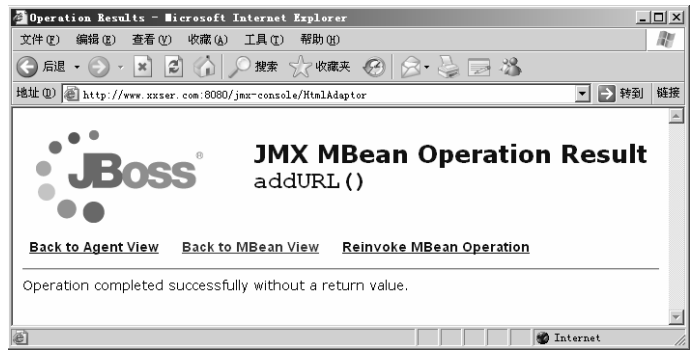 Operation Results - Microsoft Internet Explorer
文件(F) 编辑(E) 查看(V) 收藏(A) 工具(T) 帮助(H)
后退 搜索 收藏夹
地址(D) http://www.xxser.com:8080/jmx-console/HtmlAdaptor 转到 链接
JBoss®
JMX MBean Operation Result
addURL()
Back to Agent View Back to MBean View Reinvoke MBean Operation
Operation completed successfully without a return value.
Internet